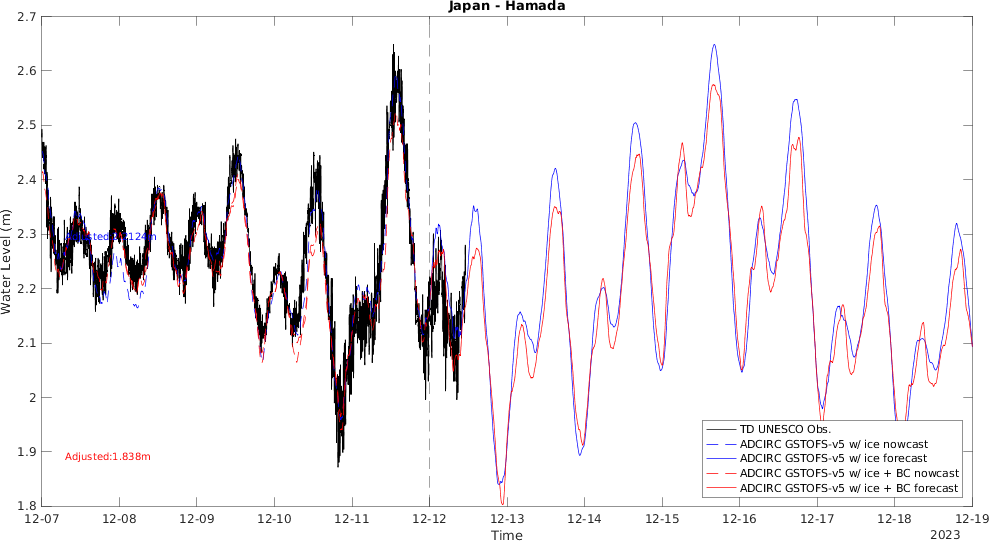 Japan - Hamada
2.7
2.6
2.5
2.4
2.3
2.2
2.1
2
1.9
1.8
Water Level (m)
Adjusted:1.838m
TD UNESCO Obs.
ADCIRC GSTOFS-v5 w/ ice nowcast
ADCIRC GSTOFS-v5 w/ ice forecast
ADCIRC GSTOFS-v5 w/ ice + BC nowcast
ADCIRC GSTOFS-v5 w/ ice + BC forecast
12-07 12-08 12-09 12-10 12-11 12-12 12-13 12-14 12-15 12-16 12-17 12-18 12-19
Time
2023